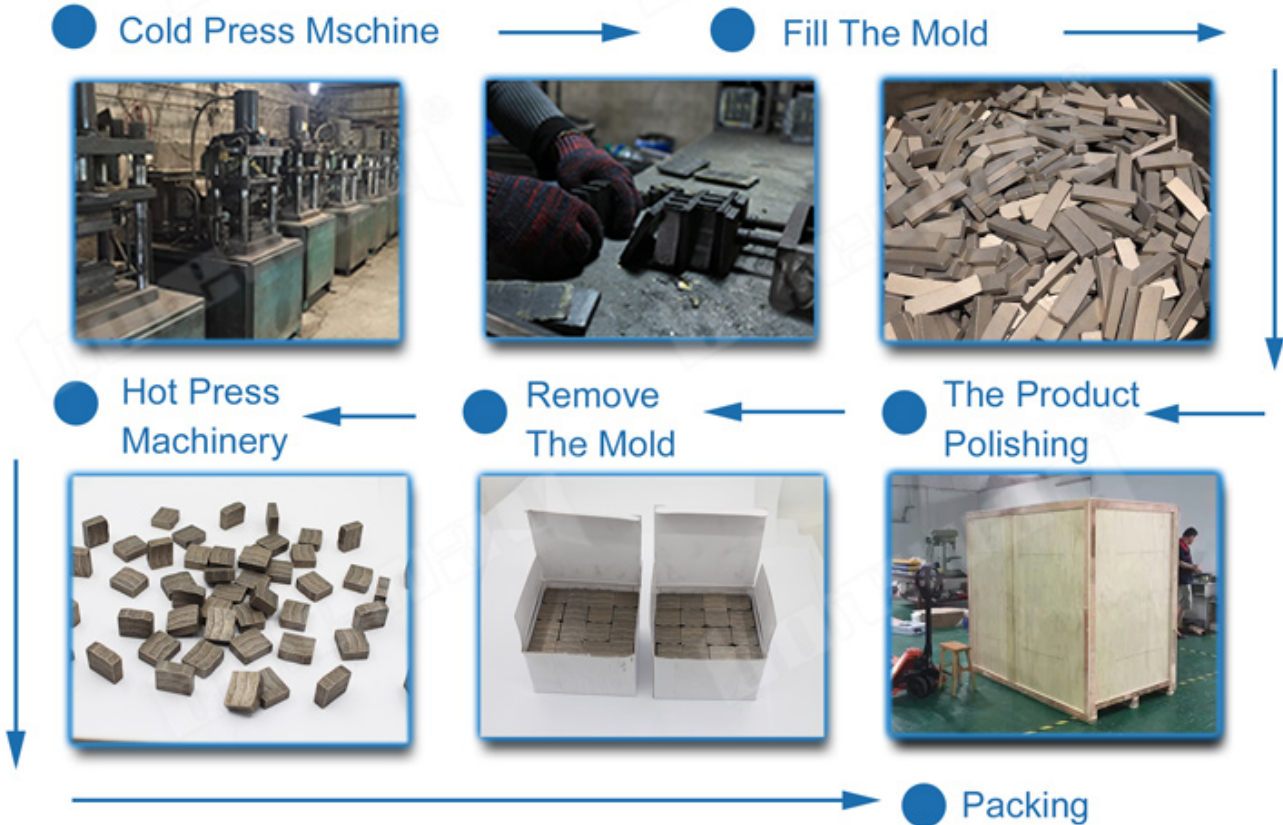 Cold Press Mschine
Fill The Mold
Hot Press
Machinery
Remove
The Mold
The Product
Polishing
Packing